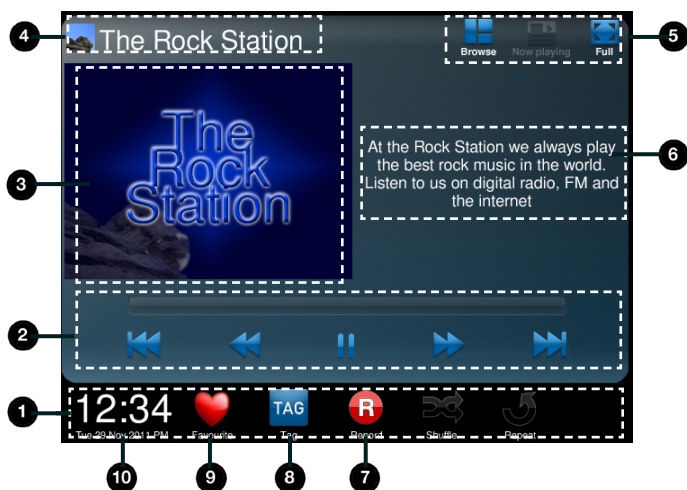 4
The Rock Station
Browse
Now playing
Full
5
The
Rock
Station
3
At the Rock Station we always play
the best rock music in the world.
Listen to us on digital radio, FM and
the internet
6
2
1
12:34
Tue 29 Nov 2011 PM
Favourite
TAG
Tag
R
Record
Shuffle
Repeat
10
9
8
7